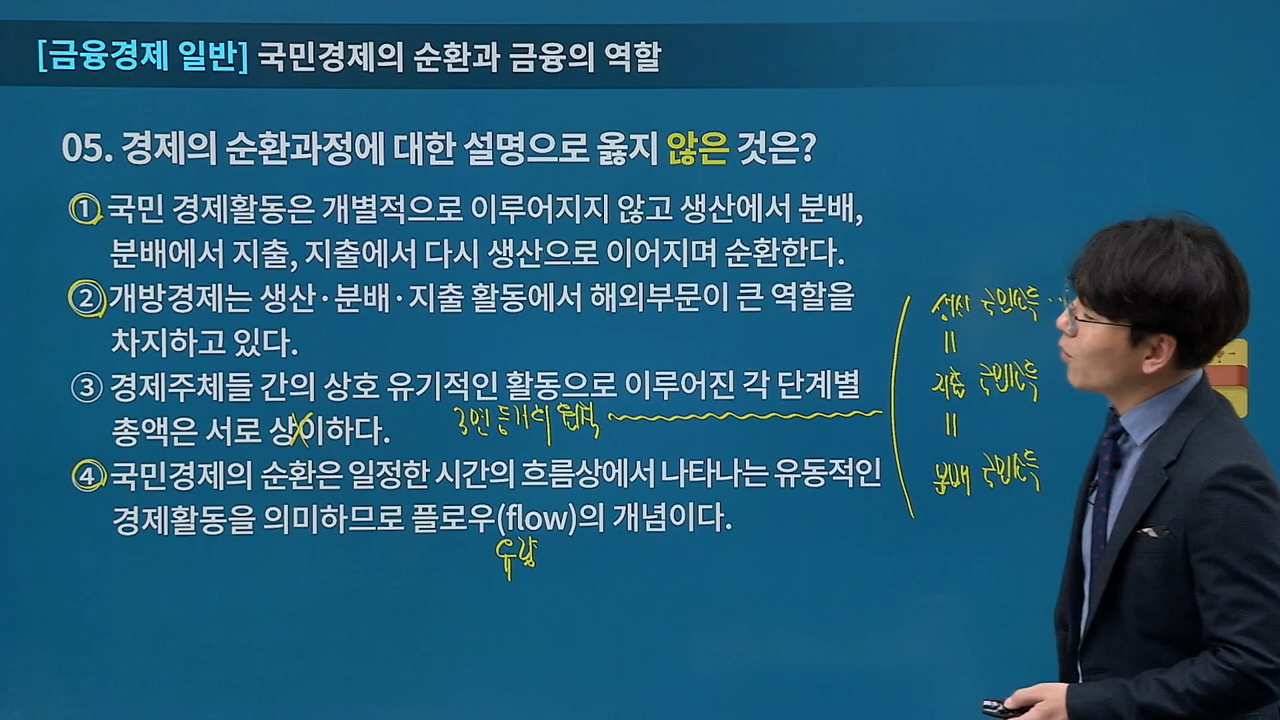 [금융경제 일반] 국민경제의 순환과 금융의 역할
05. 경제의 순환과정에 대한 설명으로 옳지 않은 것은?
① 국민 경제활동은 개별적으로 이루어지지 않고 생산에서 분배,
분배에서 지출, 지출에서 다시 생산으로 이어지며 순환한다.
② 개방경제는 생산·분배·지출 활동에서 해외부문이 큰 역할을
차지하고 있다.
③ 경제주체들 간의 상호 유기적인 활동으로 이루어진 각 단계별
총액은 서로 상이하다.
3면등가의 원칙
④ 국민경제의 순환은 일정한 시간의 흐름상에서 나타나는 유동적인
경제활동을 의미하므로 플로우(flow)의 개념이다.
유량
생산 국민소득
=
지출 국민소득
=
분배 국민소득